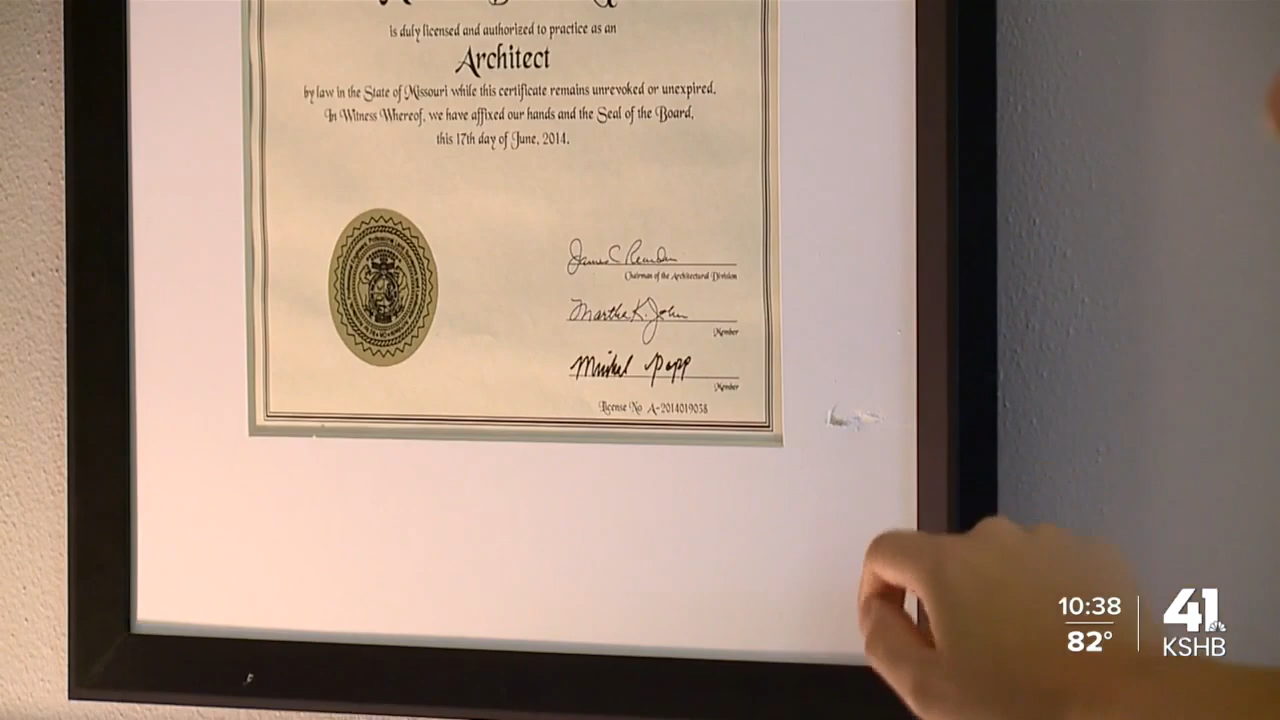 is duly licensed and authorized to practice as an
Architect
by law in the State of Missouri while this certificate remains unrevoked or unexpired.
In Witness Whereof, we have affixed our hands and the Seal of the Board,
this 17th day of June, 2014.
Chairman of the Architectural Division
Martha K. John
Member
Member
License No A-2014019038
10:38
82°
41
KSHB